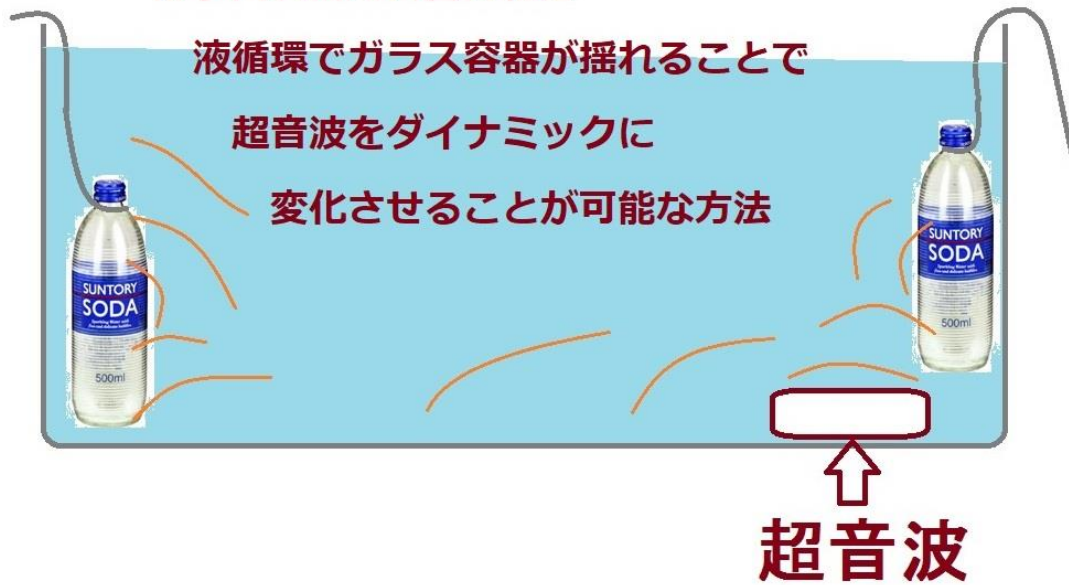 液循環でガラス容器が揺れることで
超音波をダイナミックに
変化させることが可能な方法
SUNTORY
SODA
500ml
SUNTORY
SODA
500ml
超音波